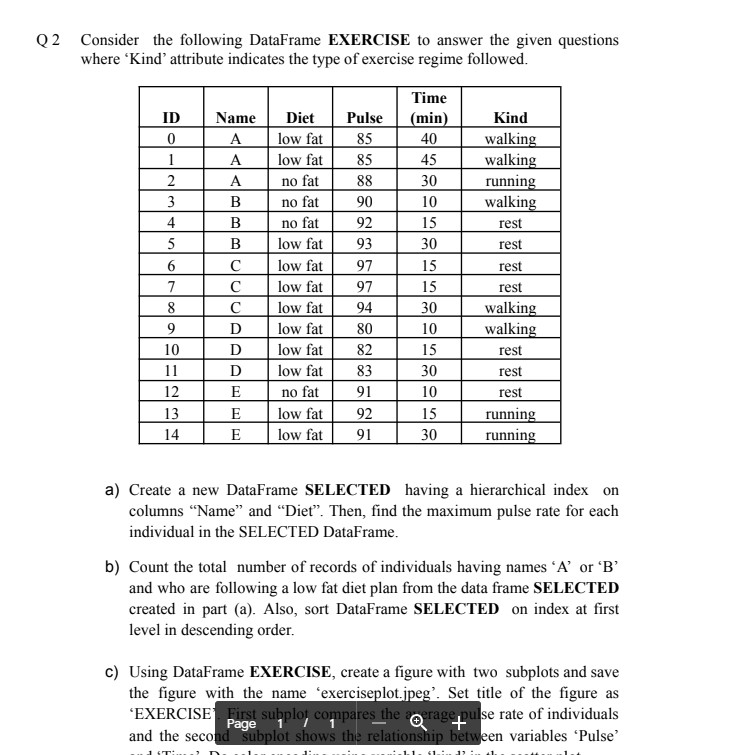 Q 2 Consider the following DataFrame EXERCISE to answer the given questions
where ‘Kind’ attribute indicates the type of exercise regime followed.
ID Name Diet Pulse Time (min) Kind
0 A low fat 85 40 walking
1 A low fat 85 45 walking
2 A no fat 88 30 running
3 B no fat 90 10 walking
4 B no fat 92 15 rest
5 B low fat 93 30 rest
6 C low fat 97 15 rest
7 C low fat 97 15 rest
8 C low fat 94 30 walking
9 D low fat 80 10 walking
10 D low fat 82 15 rest
11 D low fat 83 30 rest
12 E no fat 91 10 rest
13 E low fat 92 15 running
14 E low fat 91 30 running
a) Create a new DataFrame SELECTED having a hierarchical index on
columns “Name” and “Diet”. Then, find the maximum pulse rate for each
individual in the SELECTED DataFrame.
b) Count the total number of records of individuals having names ‘A’ or ‘B’
and who are following a low fat diet plan from the data frame SELECTED
created in part (a). Also, sort DataFrame SELECTED on index at first
level in descending order.
c) Using DataFrame EXERCISE, create a figure with two subplots and save
the figure with the name ‘exerciseplot.jpeg’. Set title of the figure as
‘EXERCISE’. First subplot compares the average pulse rate of individuals
and the second subplot shows the relationship between variables ‘Pulse’
Page 1 / 1 — +